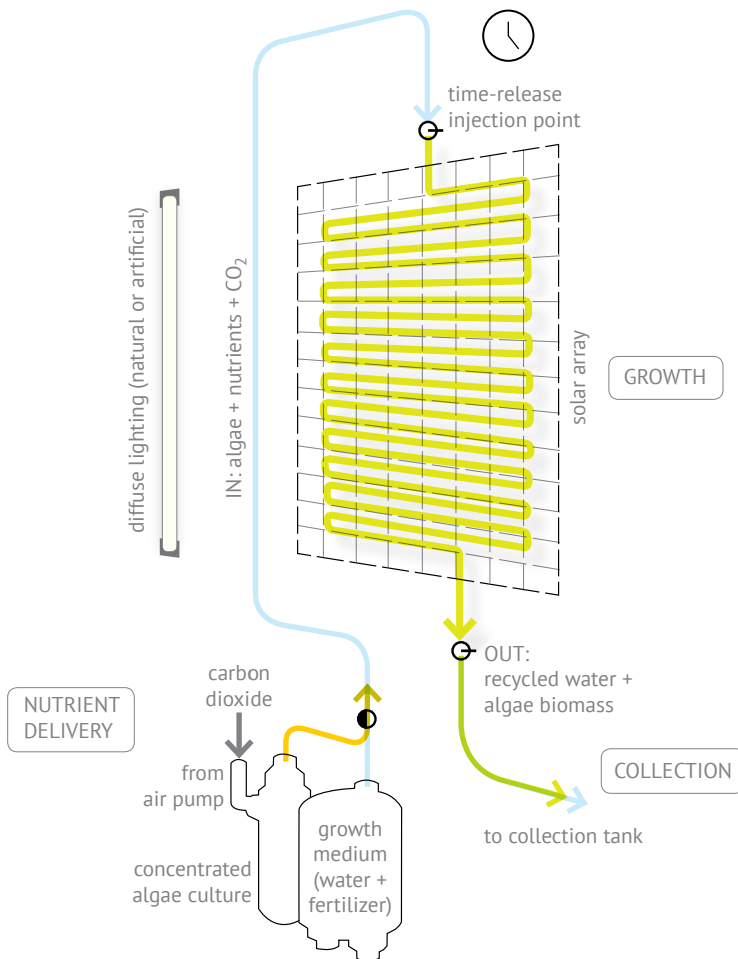 time-release
injection point
diffuse lighting (natural or artificial)
IN: algae + nutrients + CO₂
solar array
GROWTH
OUT:
recycled water +
algae biomass
carbon
dioxide
NUTRIENT
DELIVERY
from
air pump
COLLECTION
growth
medium
(water +
fertilizer)
to collection tank
concentrated
algae culture